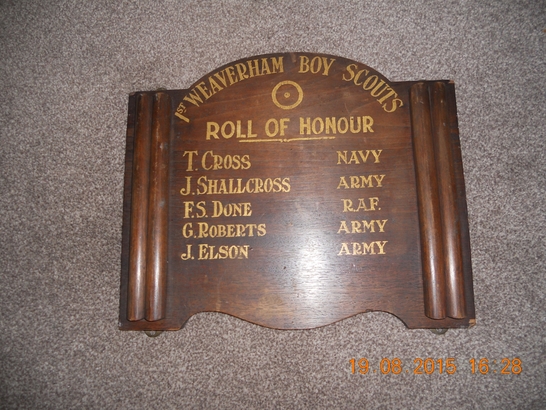 1ST WEAVERHAM BOY SCOUTS
ROLL OF HONOUR
T. CROSS NAVY
J. SHALLCROSS ARMY
F.S. DONE R.A.F.
G. ROBERTS ARMY
J. ELSON ARMY
19 08 2015 16:28